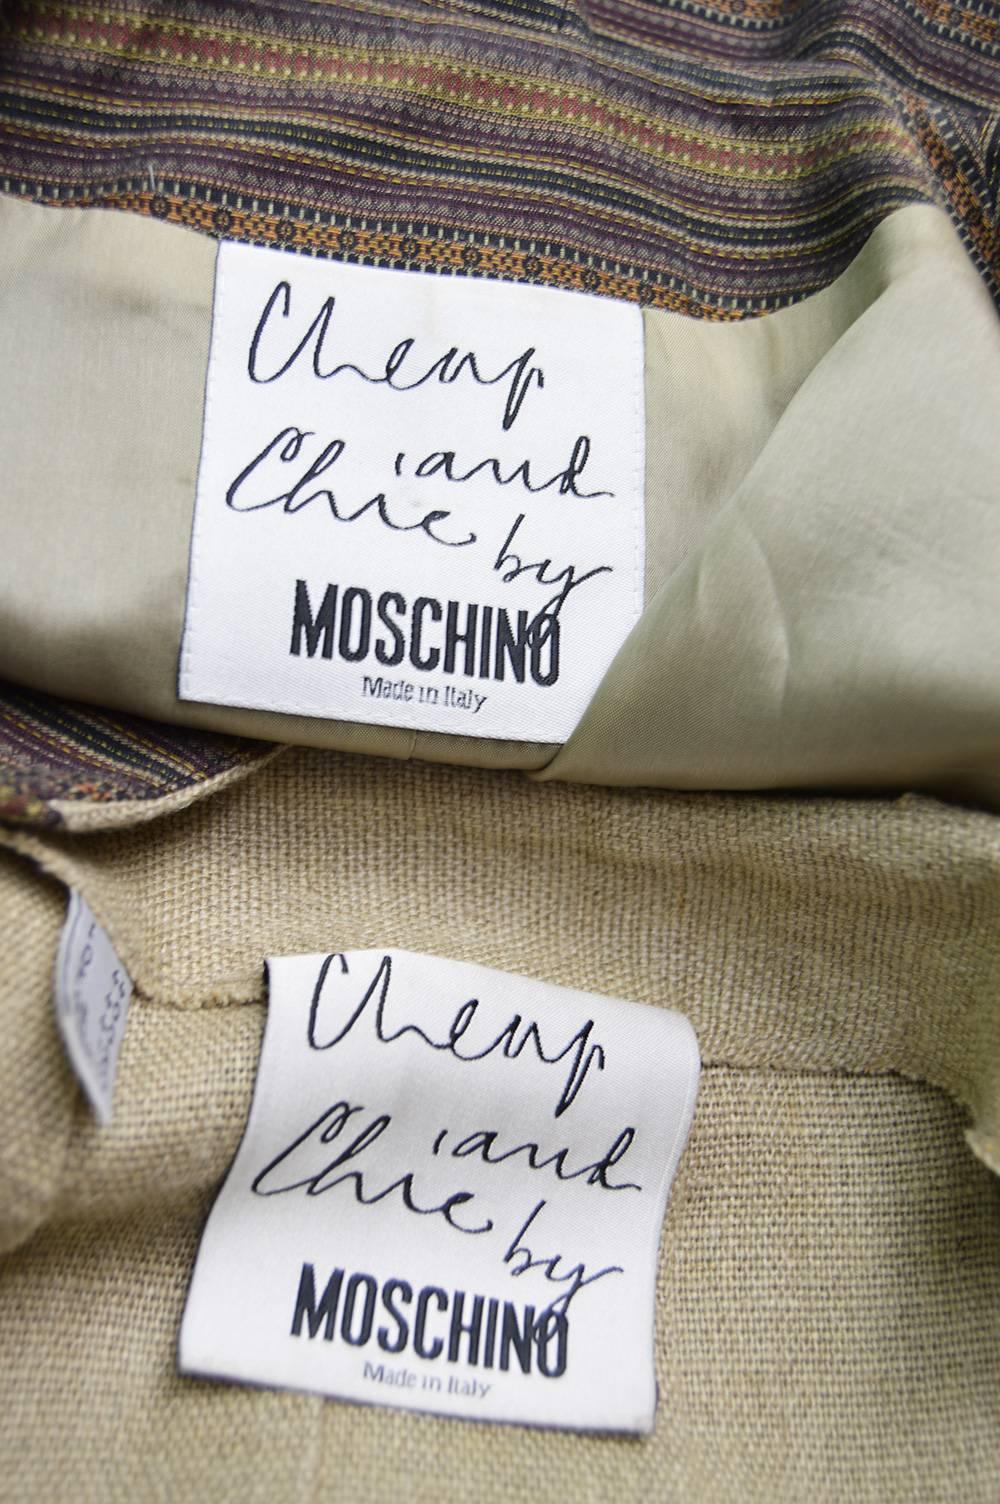 Cheap
and
Chic by
MOSCHINO
Made in Italy
Cheap
and
Chic by
MOSCHINO
Made in Italy